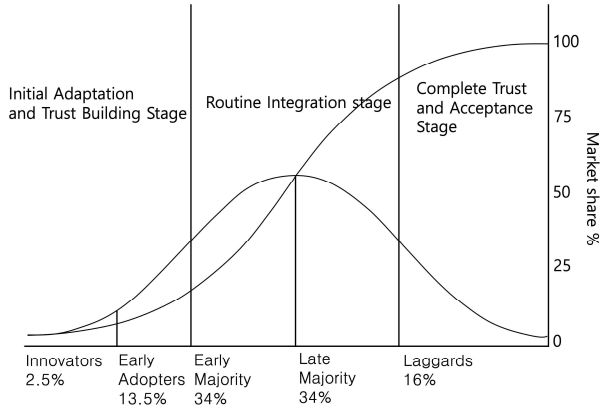 Initial Adaptation
and Trust Building Stage
Routine Integration stage
Complete Trust
and Acceptance
Stage
100
75
50
25
0
Market share %
Innovators
2.5%
Early
Adopters
13.5%
Early
Majority
34%
Late
Majority
34%
Laggards
16%